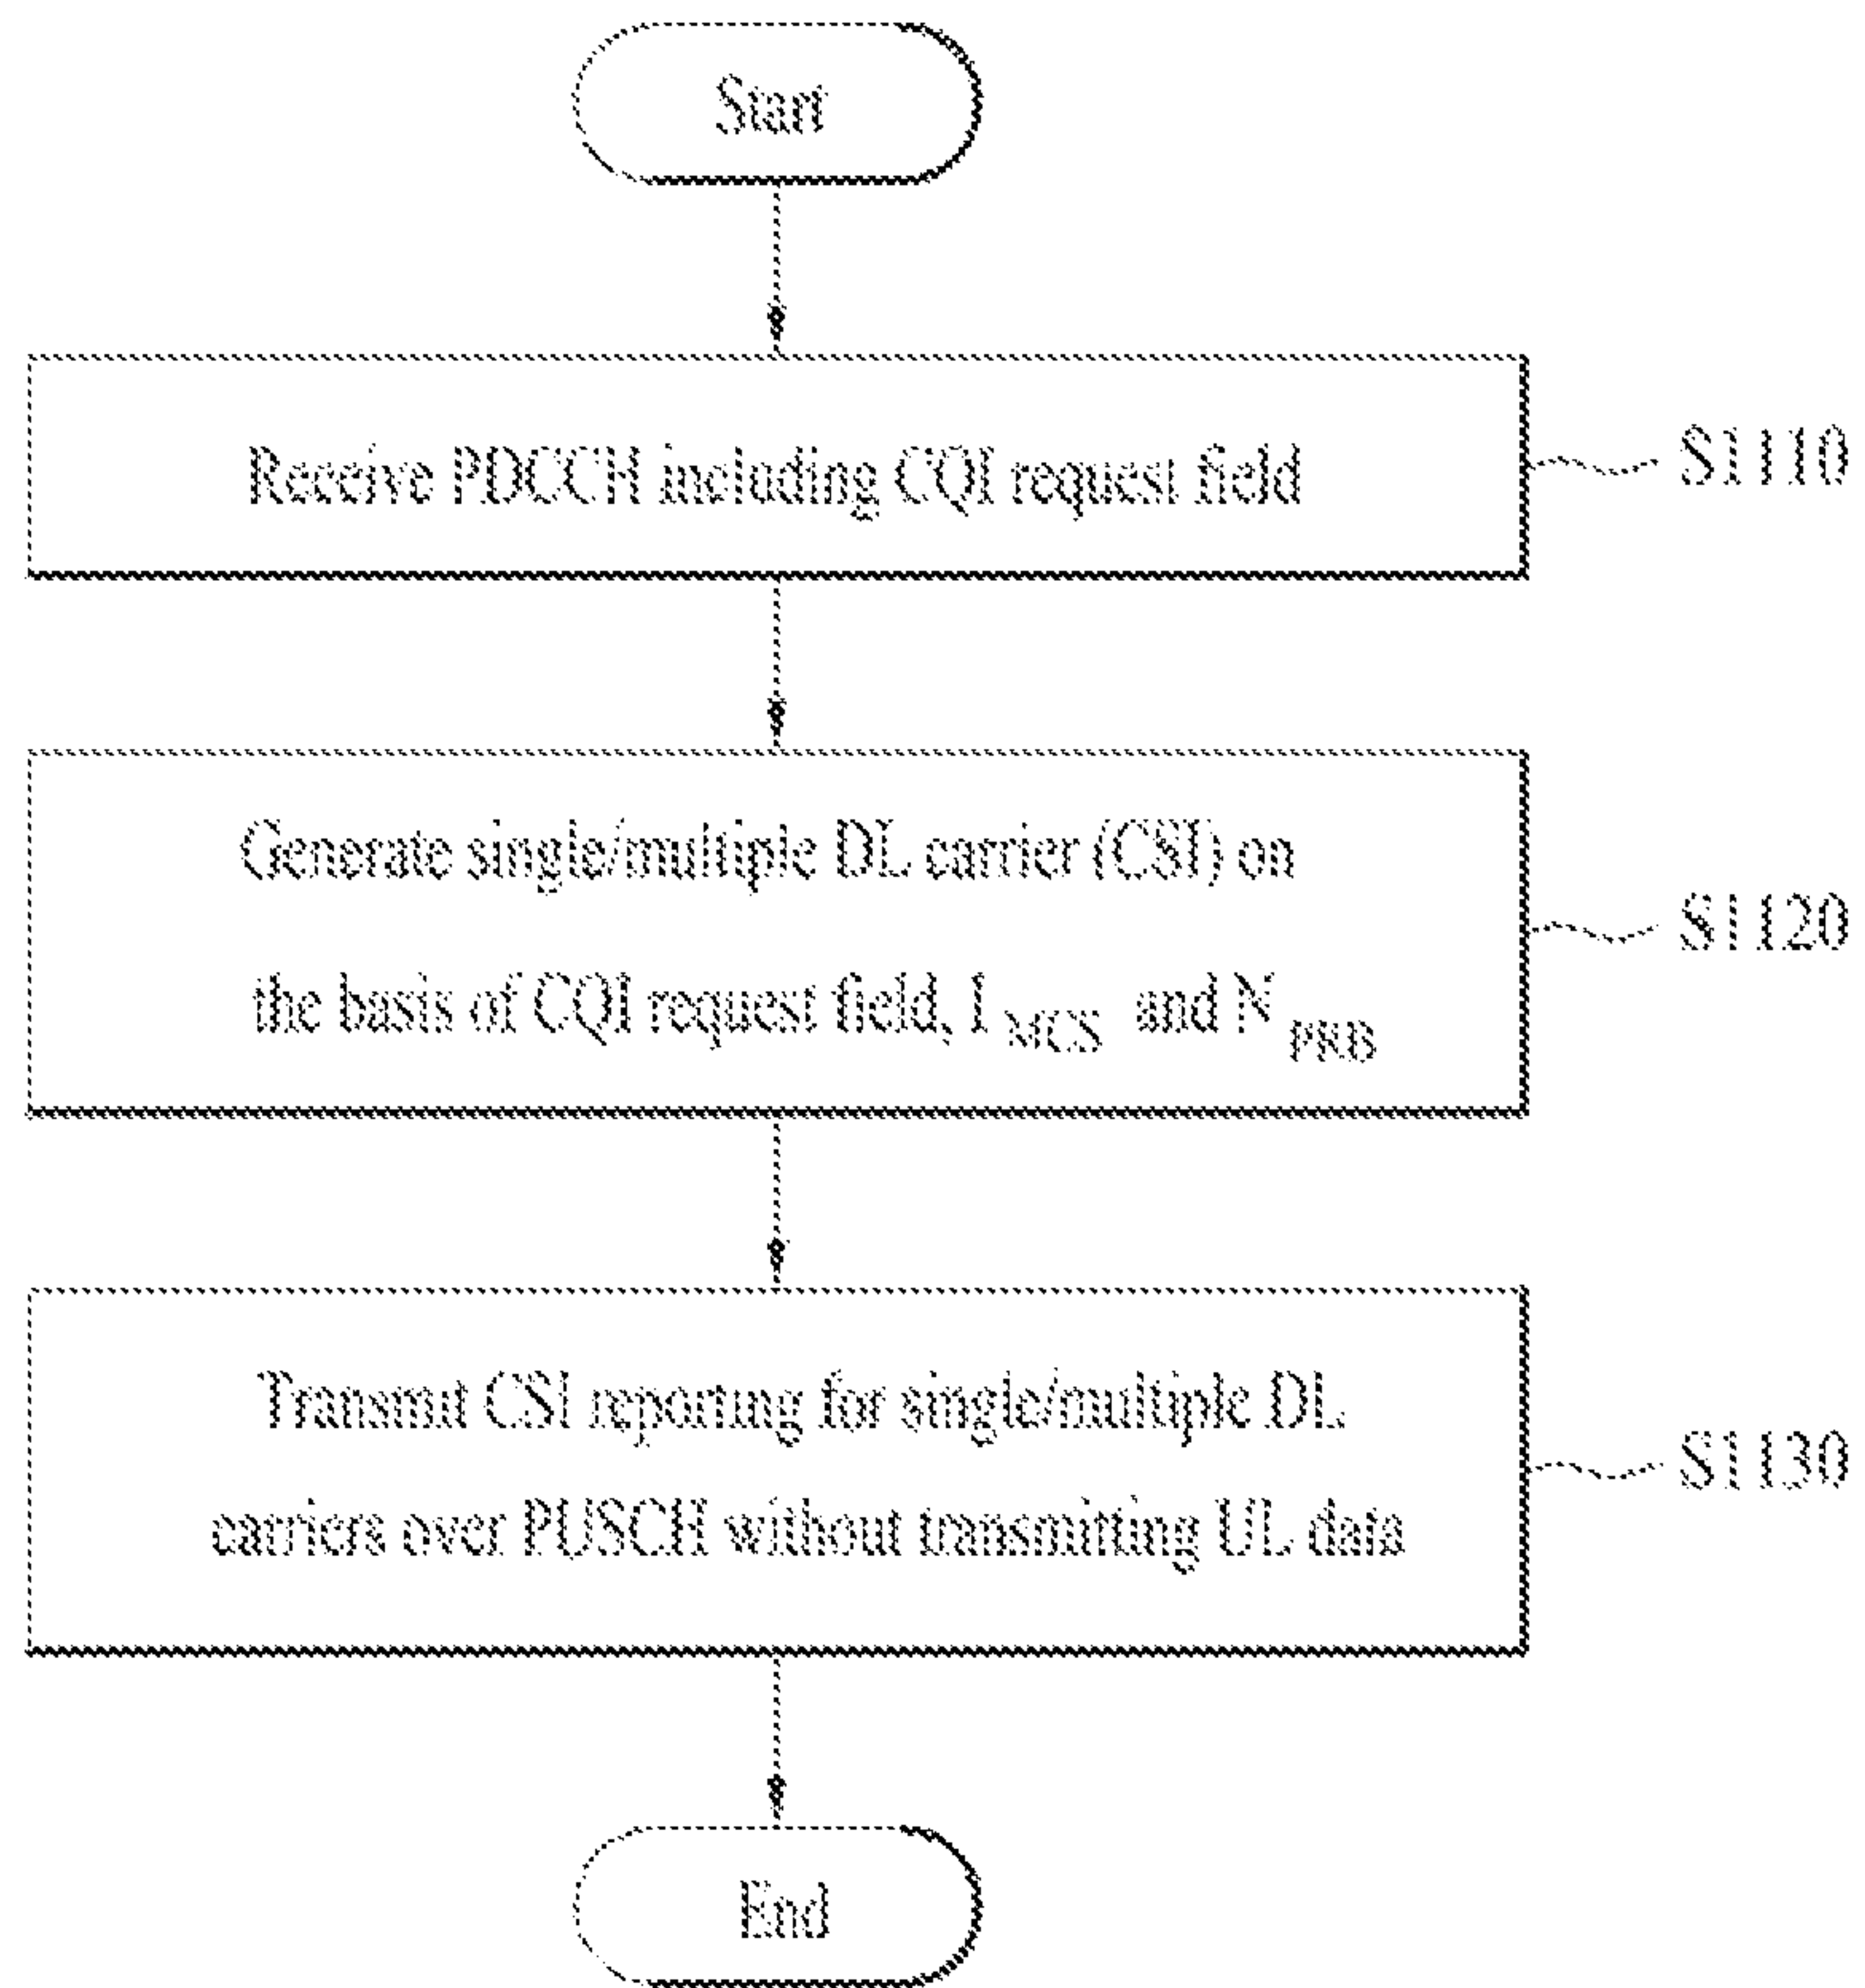 Start
Receive PDCCH including CQI request field
S1110
Generate single/multiple DL carrier (CSI) on
the basis of CQI request field, I MCS and N PRB
S1120
Transmit CSI reporting for single/multiple DL
carriers over PUSCH without transmitting UL data
S1130
End